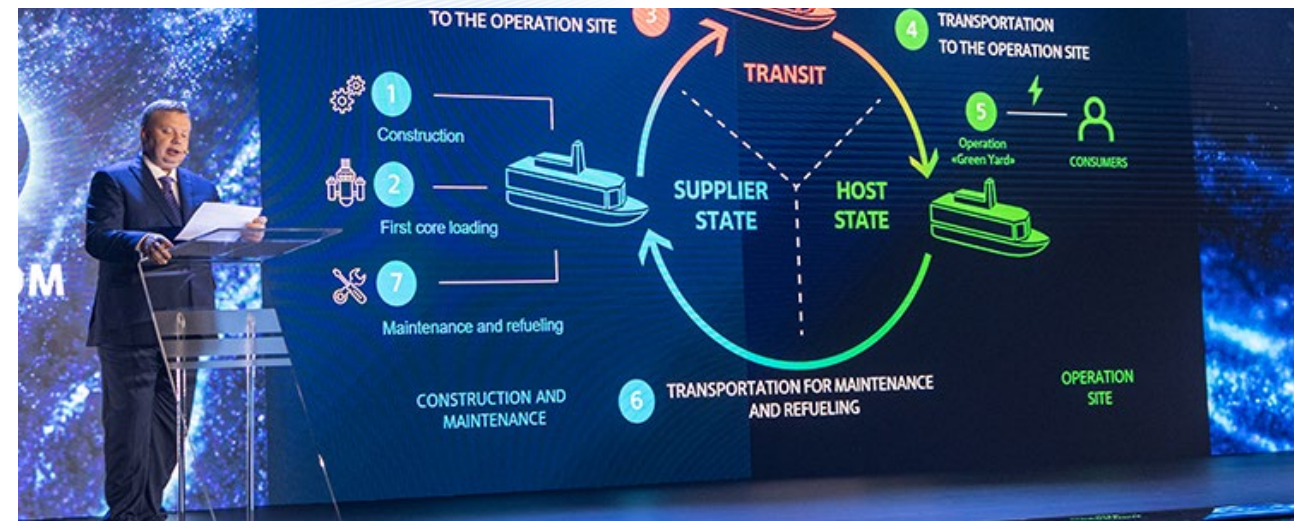 TO THE OPERATION SITE
3
4
TRANSPORTATION
TO THE OPERATION SITE
TRANSIT
1
Construction
5
Operation
«Green Yard»
CONSUMERS
2
First core loading
SUPPLIER
STATE
HOST
STATE
7
Maintenance and refueling
OM
CONSTRUCTION AND
MAINTENANCE
6
TRANSPORTATION FOR MAINTENANCE
AND REFUELING
OPERATION
SITE